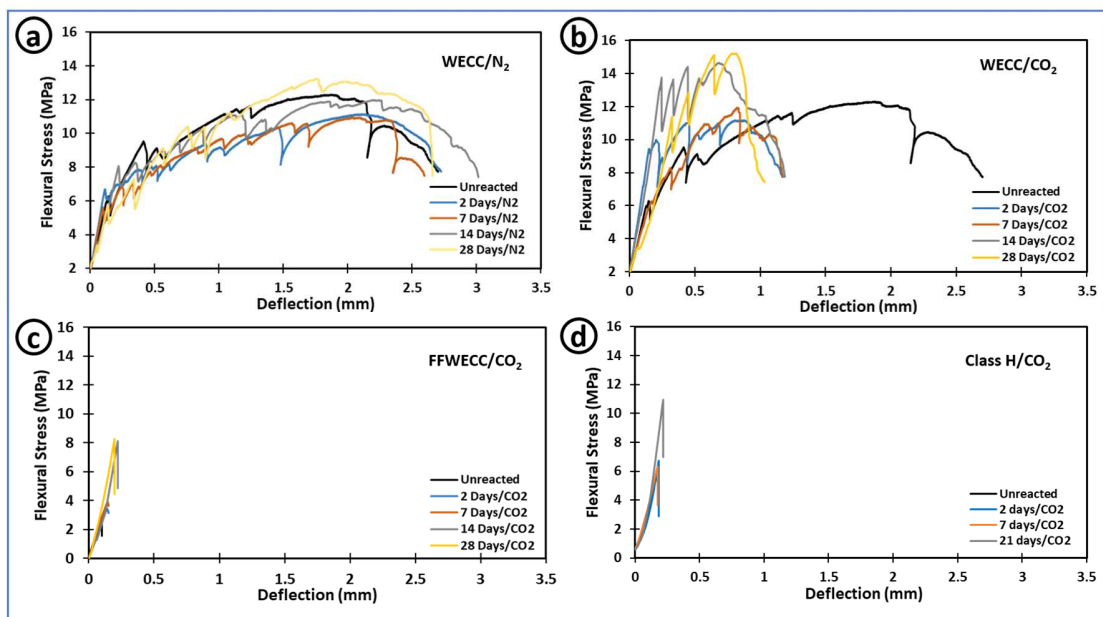 a
WECC/N₂
16
14
12
10
8
6
4
2
Flexural Stress (MPa)
Unreacted
2 Days/N2
7 Days/N2
14 Days/N2
28 Days/N2
0 0.5 1 1.5 2 2.5 3 3.5
Deflection (mm)
b
WECC/CO₂
16
14
12
10
8
6
4
2
Flexural Stress (MPa)
Unreacted
2 Days/CO2
7 Days/CO2
14 Days/CO2
28 Days/CO2
0 0.5 1 1.5 2 2.5 3 3.5
Deflection (mm)
c
FFWECC/CO₂
16
14
12
10
8
6
4
2
0
Flexural Stress (MPa)
Unreacted
2 Days/CO2
7 Days/CO2
14 Days/CO2
28 Days/CO2
0 0.5 1 1.5 2 2.5 3 3.5
Deflection (mm)
d
Class H/CO₂
16
14
12
10
8
6
4
2
0
Flexural Stress (MPa)
Unreacted
2 days/CO2
7 days/CO2
21 days/CO2
0 0.5 1 1.5 2 2.5 3 3.5
Deflection (mm)